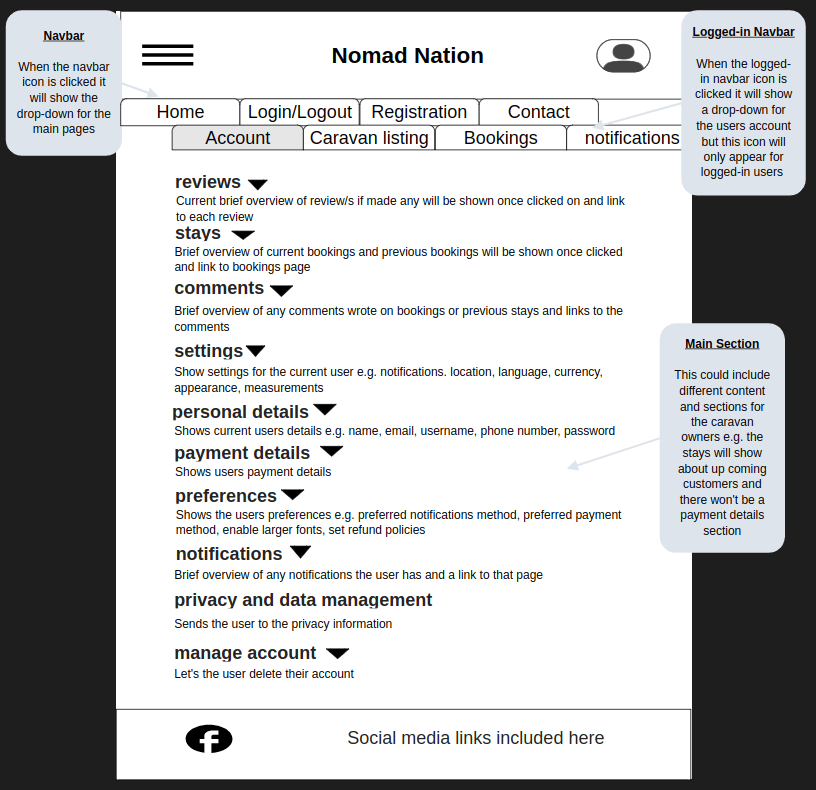 Navbar
When the navbar
icon is clicked it
will show the
drop-down for the
main pages
Nomad Nation
Logged-in Navbar
When the logged-
in navbar icon is
clicked it will show
a drop-down for
the users account
but this icon will
only appear for
logged-in users
Home Login/Logout Registration Contact
Account Caravan listing Bookings notifications
reviews
Current brief overview of review/s if made any will be shown once clicked on and link
to each review
stays
Brief overview of current bookings and previous bookings will be shown once clicked
and link to bookings page
comments
Brief overview of any comments wrote on bookings or previous stays and links to the
comments
settings
Show settings for the current user e.g. notifications. location, language, currency,
appearance, measurements
personal details
Shows current users details e.g. name, email, username, phone number, password
payment details
Shows users payment details
preferences
Shows the users preferences e.g. preferred notifications method, preferred payment
method, enable larger fonts, set refund policies
notifications
Brief overview of any notifications the user has and a link to that page
privacy and data management
Sends the user to the privacy information
manage account
Let's the user delete their account
Main Section
This could include
different content
and sections for
the caravan
owners e.g. the
stays will show
about up coming
customers and
there won't be a
payment details
section
Social media links included here